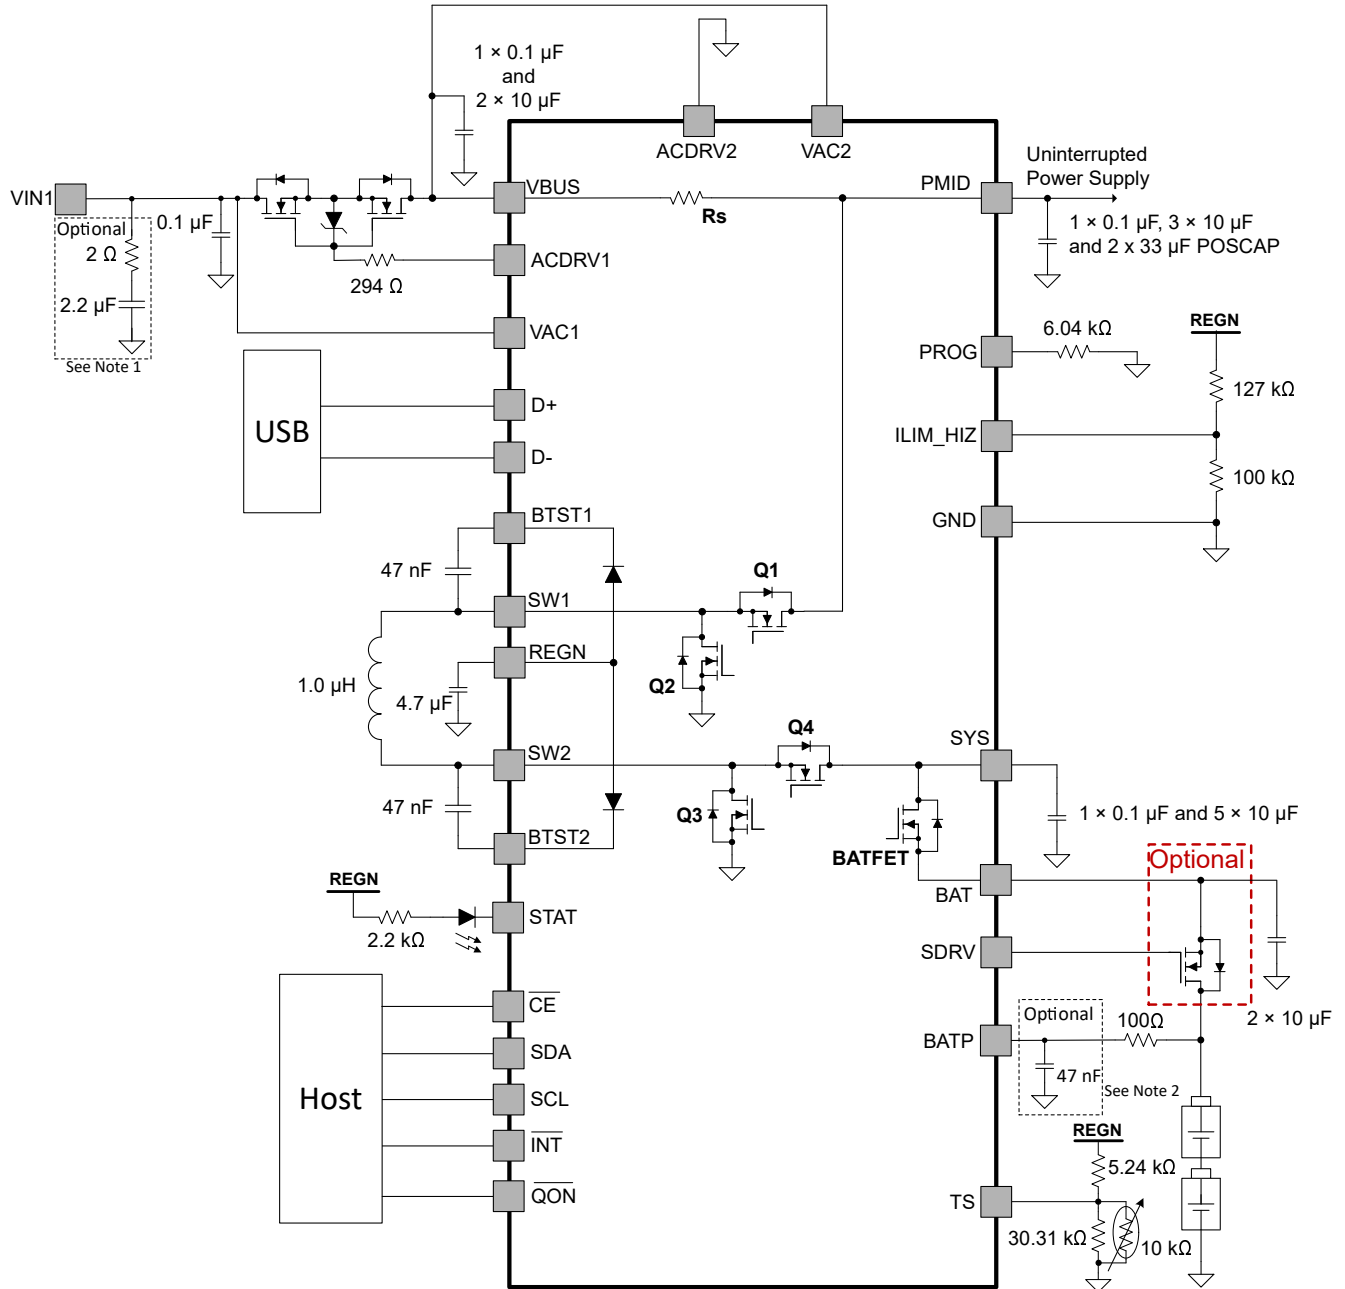 1 × 0.1 µF
and
2 × 10 µF
ACDRV2
VAC2
VIN1
VBUS
Rs
PMID
Uninterrupted
Power Supply
1 × 0.1 µF, 3 × 10 µF
and 2 x 33 µF POSCAP
Optional
2 Ω
2.2 µF
See Note 1
0.1 µF
294 Ω
ACDRV1
VAC1
USB
D+
D-
PROG
6.04 kΩ
REGN
127 kΩ
ILIM_HIZ
100 kΩ
GND
BTST1
47 nF
SW1
Q1
REGN
Q2
1.0 µH
4.7 µF
SW2
Q4
SYS
47 nF
Q3
BTST2
BATFET
1 × 0.1 µF and 5 × 10 µF
Optional
BAT
REGN
2.2 kΩ
STAT
SDRV
2 × 10 µF
Host
CE
SDA
SCL
INT
QON
BATP
Optional
47 nF
100Ω
See Note 2
REGN
5.24 kΩ
TS
30.31 kΩ
10 kΩ